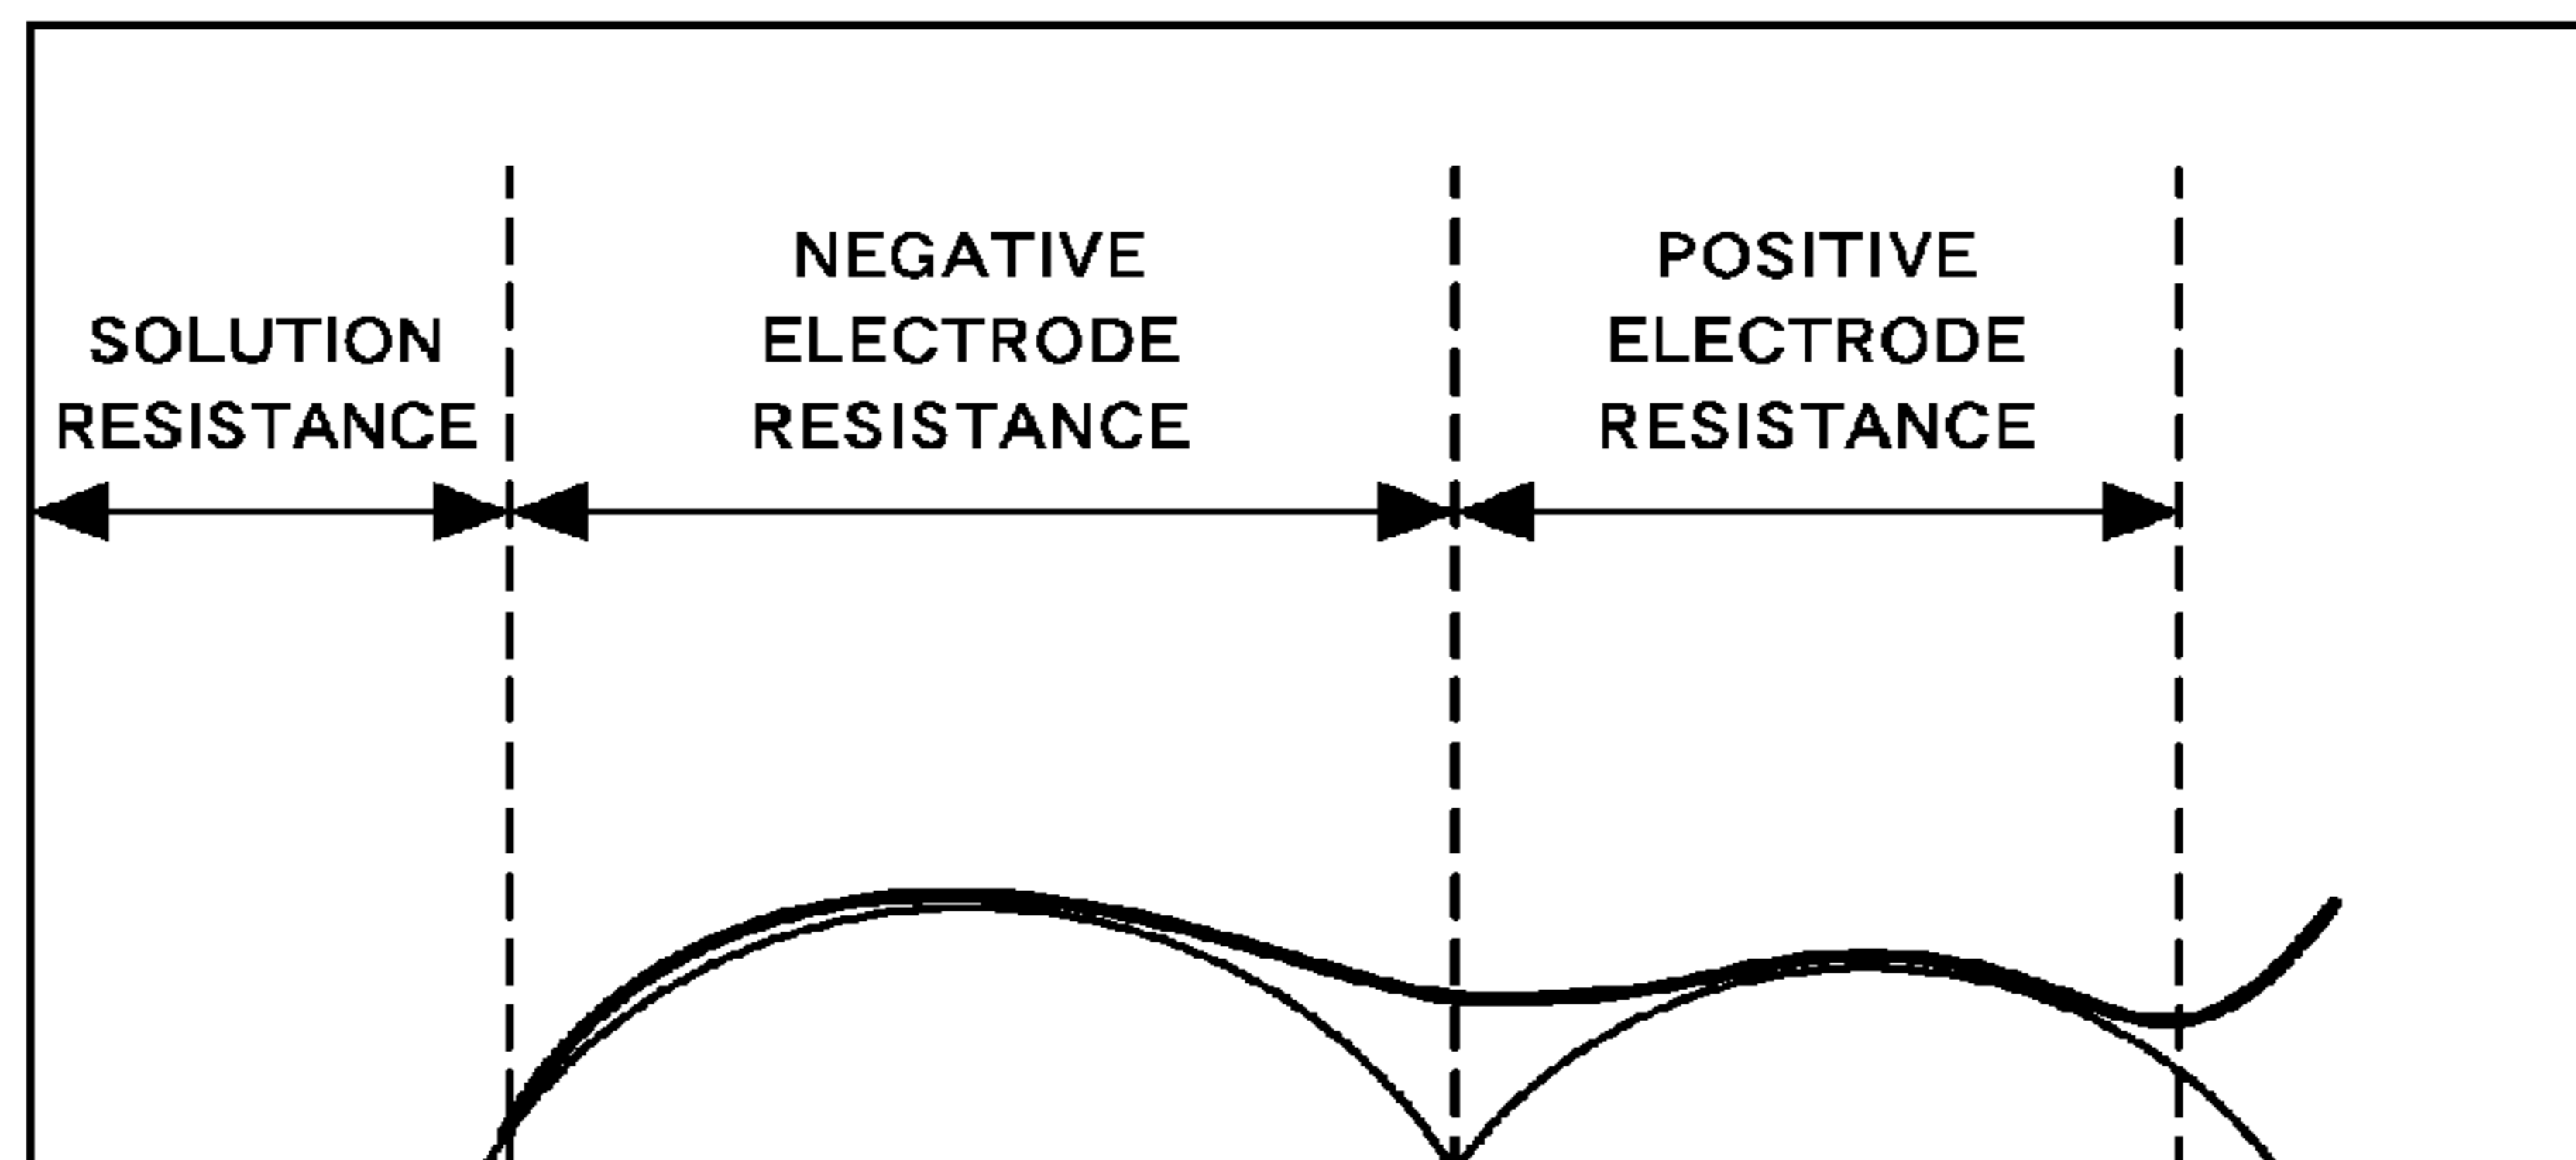 SOLUTION
RESISTANCE
NEGATIVE
ELECTRODE
RESISTANCE
POSITIVE
ELECTRODE
RESISTANCE